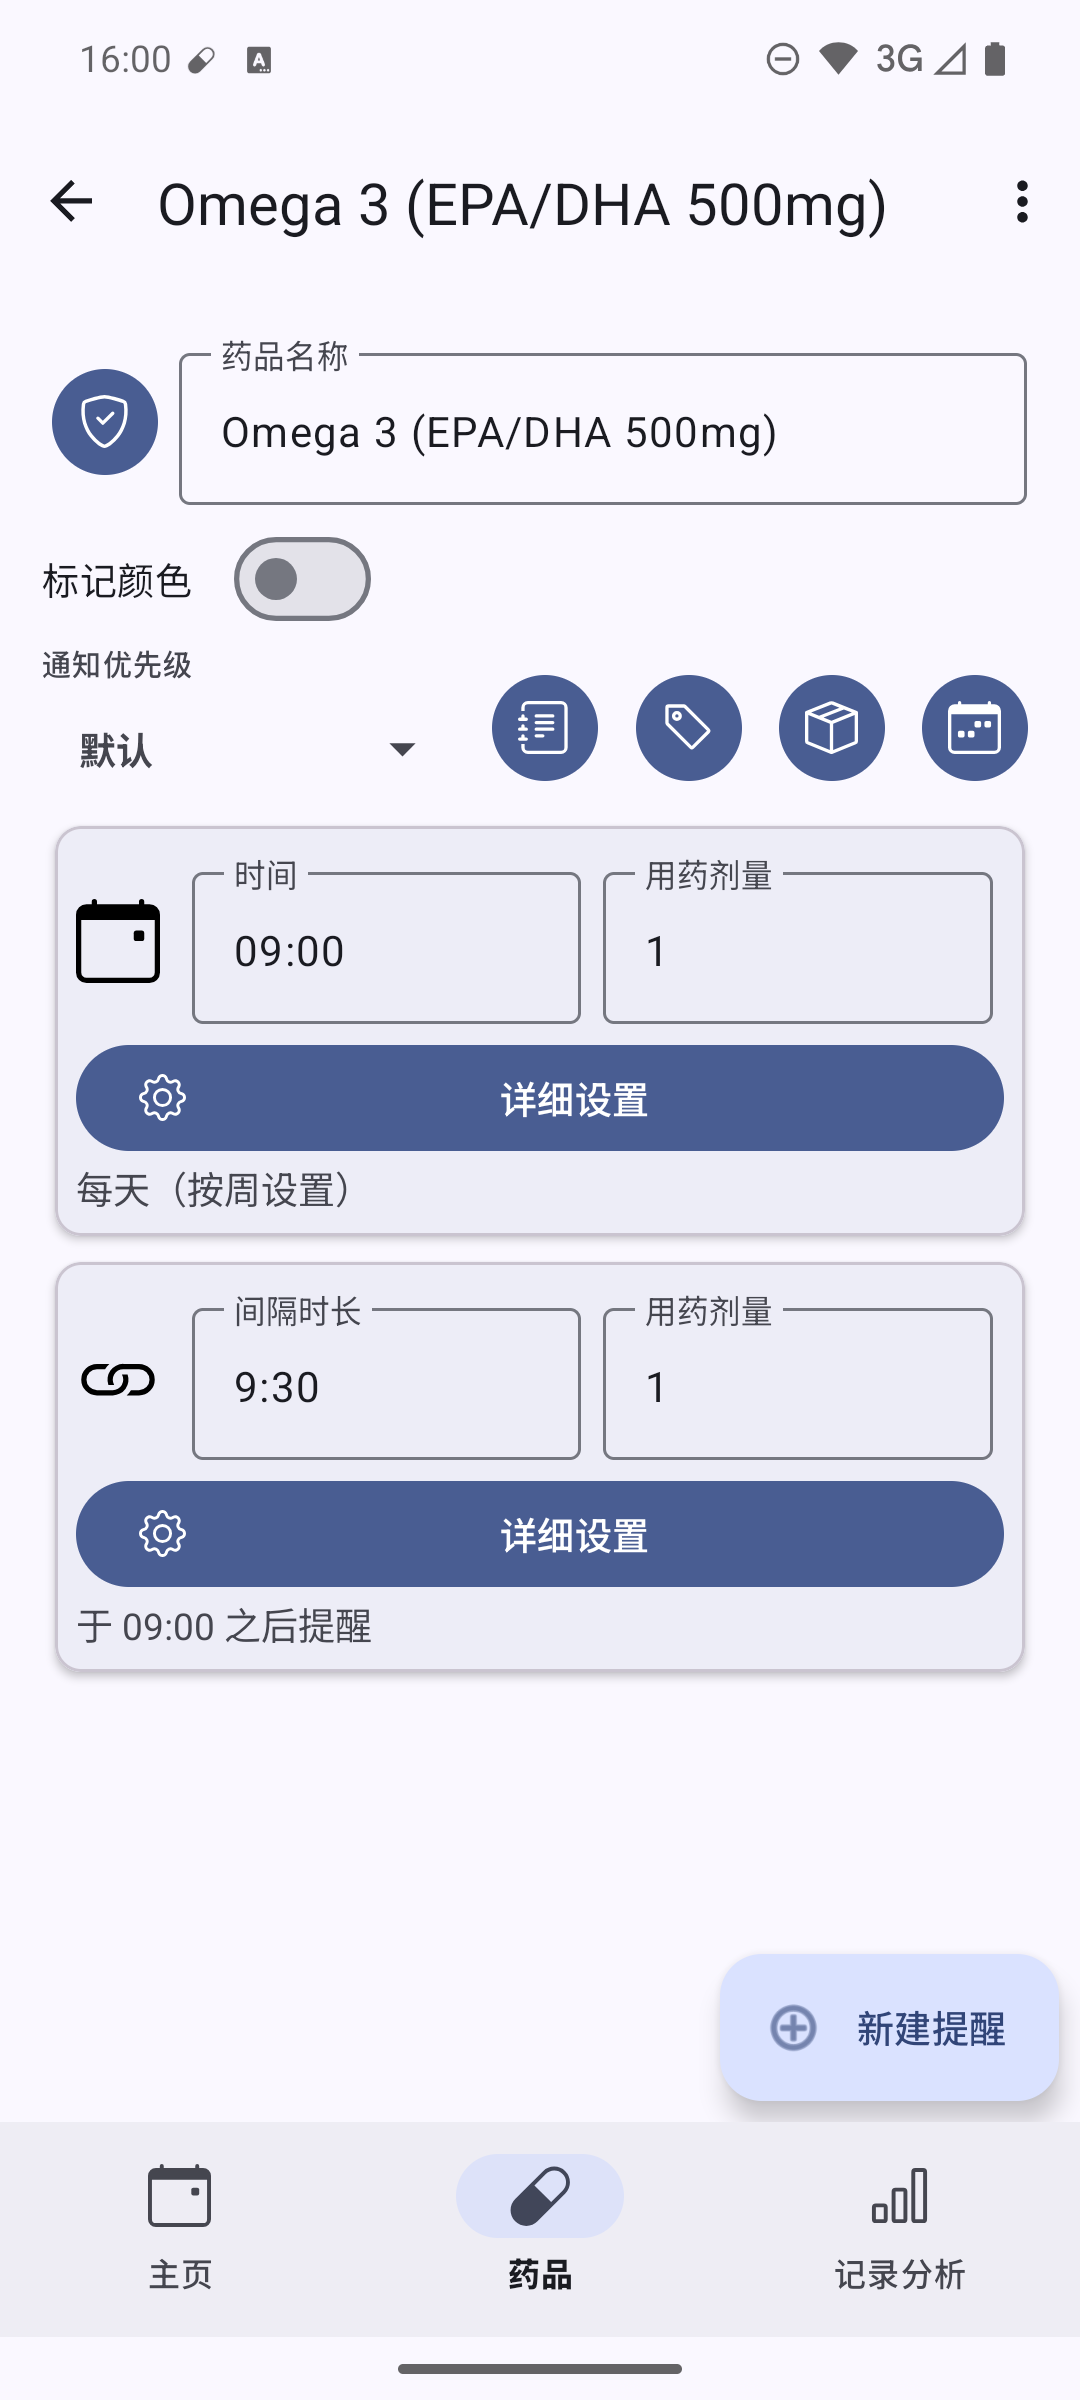 16:00
3G
Omega 3 (EPA/DHA 500mg)
药品名称
Omega 3 (EPA/DHA 500mg)
标记颜色
通知优先级
默认
时间
09:00
用药剂量
1
详细设置
每天（按周设置）
间隔时长
9:30
用药剂量
1
详细设置
于 09:00 之后提醒
新建提醒
主页
药品
记录分析